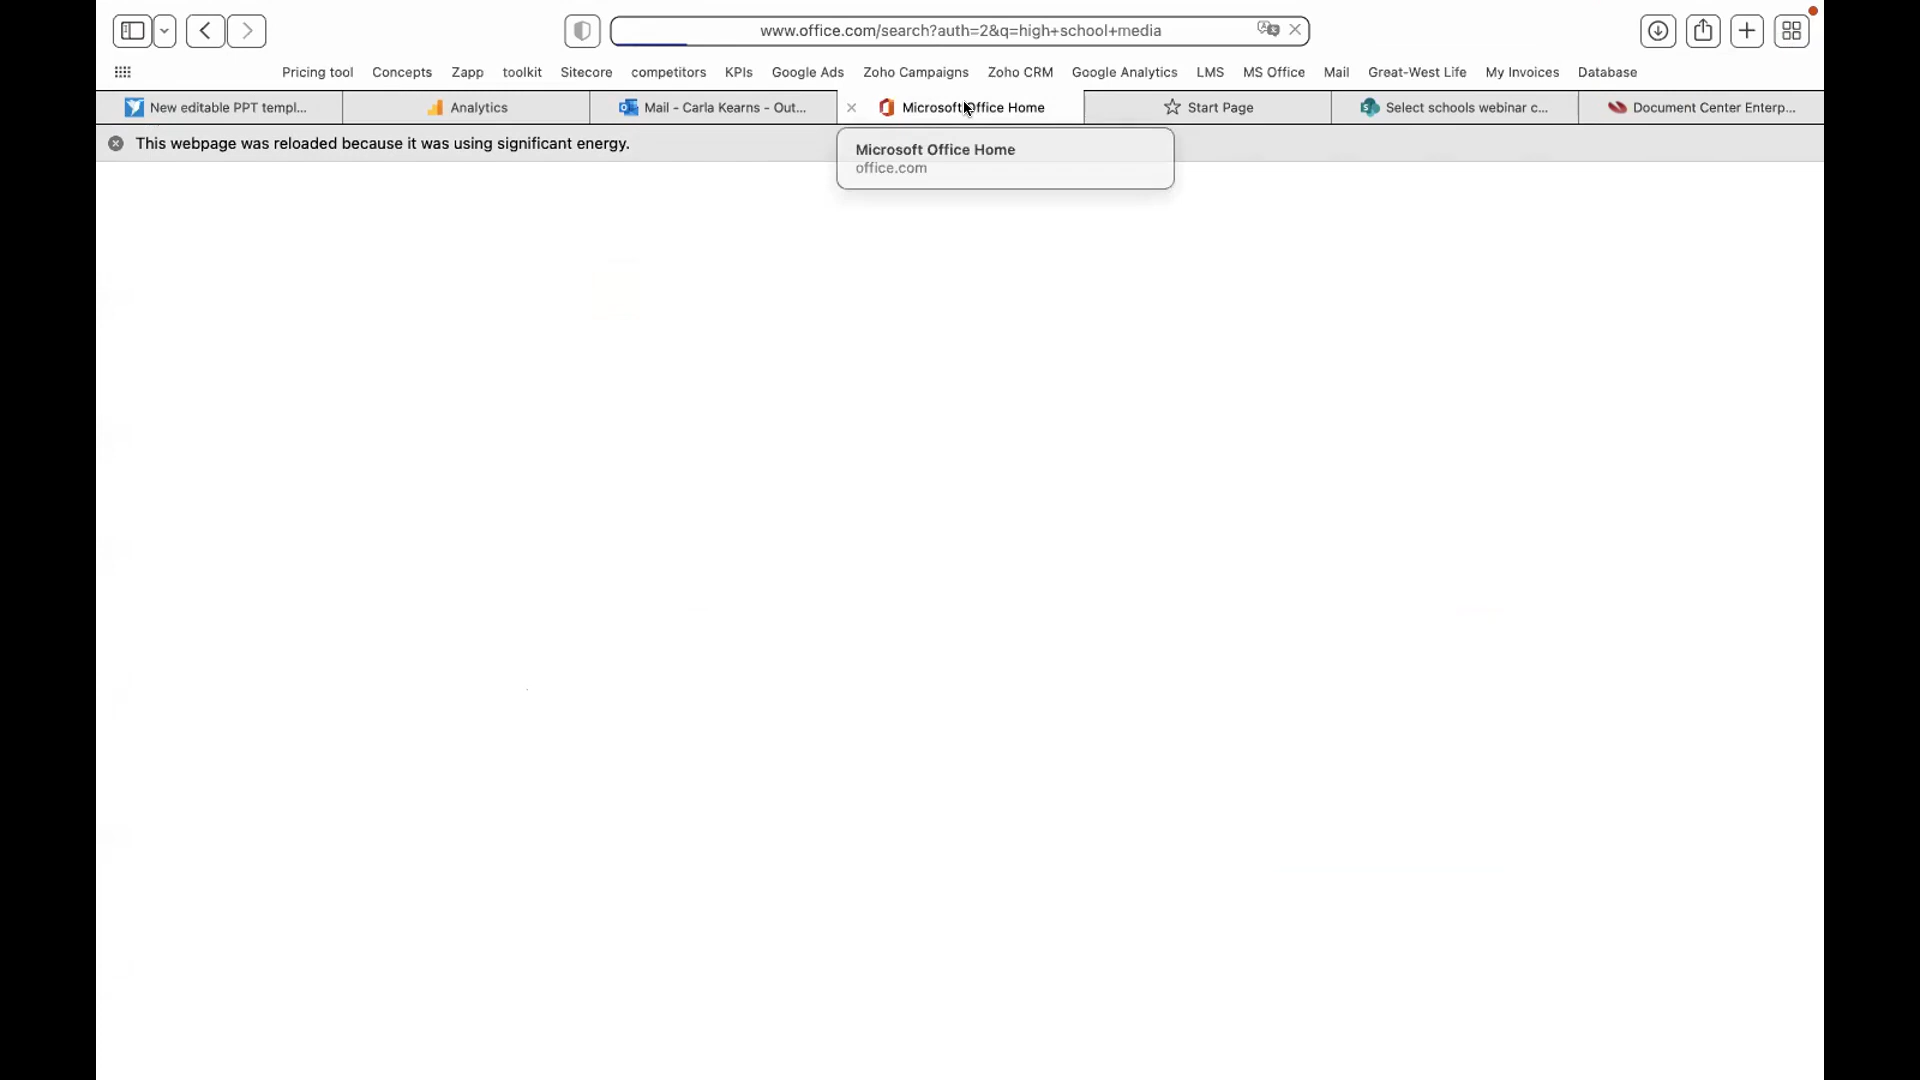 www.office.com/search?auth=2&q=high+school+media
Pricing tool Concepts Zapp toolkit Sitecore competitors KPIs Google Ads Zoho Campaigns Zoho CRM Google Analytics LMS MS Office Mail Great-West Life My Invoices Database
New editable PPT templ... Analytics Mail - Carla Kearns - Out... Microsoft Office Home Start Page Select schools webinar c... Document Center Enterp...
This webpage was reloaded because it was using significant energy.
Microsoft Office Home
office.com